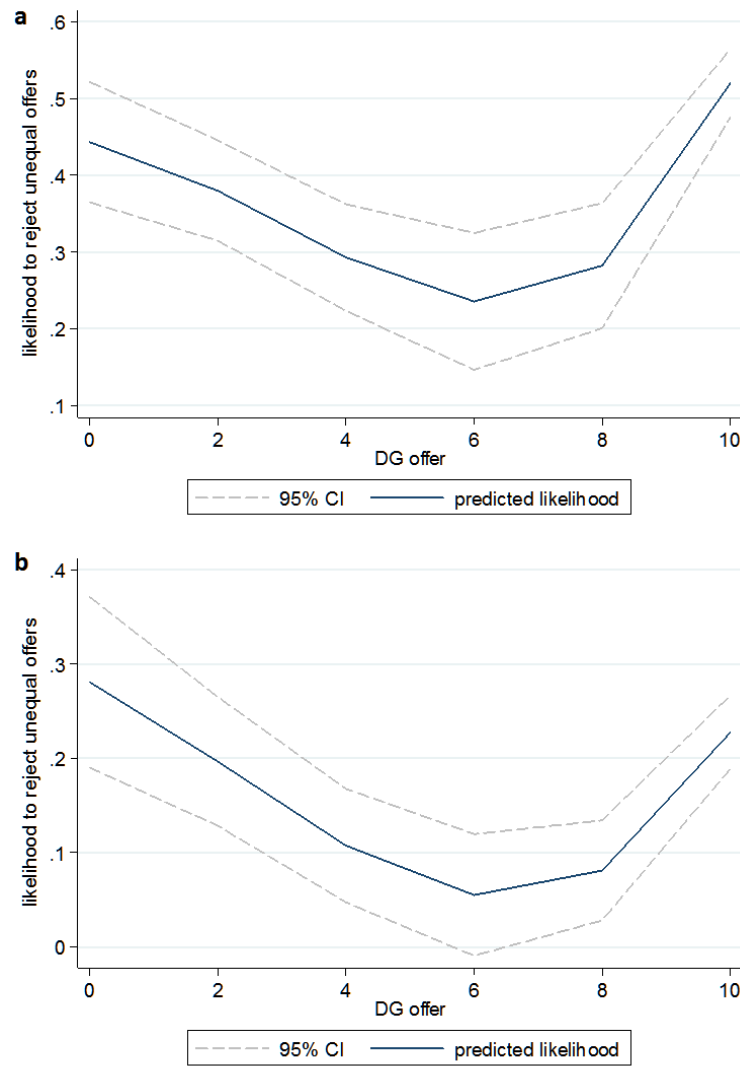 a
likelihood to reject unequal offers
.6
.5
.4
.3
.2
.1
0 2 4 6 8 10
DG offer
95% CI predicted likelihood
b
likelihood to reject unequal offers
.4
.3
.2
.1
0
0 2 4 6 8 10
DG offer
95% CI predicted likelihood